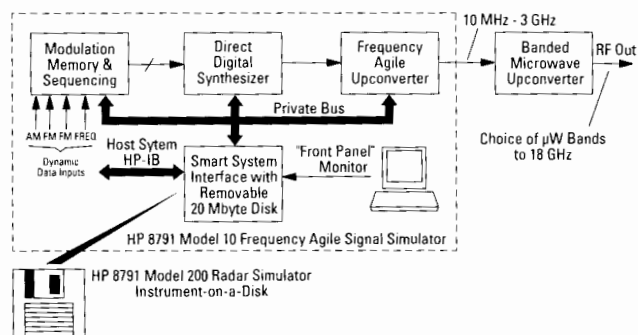 Modulation
Memory &
Sequencing
Direct
Digital
Synthesizer
Frequency
Agile
Upconverter
10 MHz - 3 GHz
Banded
Microwave
Upconverter
RF Out
Private Bus
AM FM FM FREQ
Dynamic
Data Inputs
Host Sytem
HP-IB
Smart System
Interface with
Removable
20 Mbyte Disk
"Front Panel"
Monitor
Choice of µW Bands
to 18 GHz
HP 8791 Model 10 Frequency Agile Signal Simulator
HP 8791 Model 200 Radar Simulator
Instrument-on-a-Disk